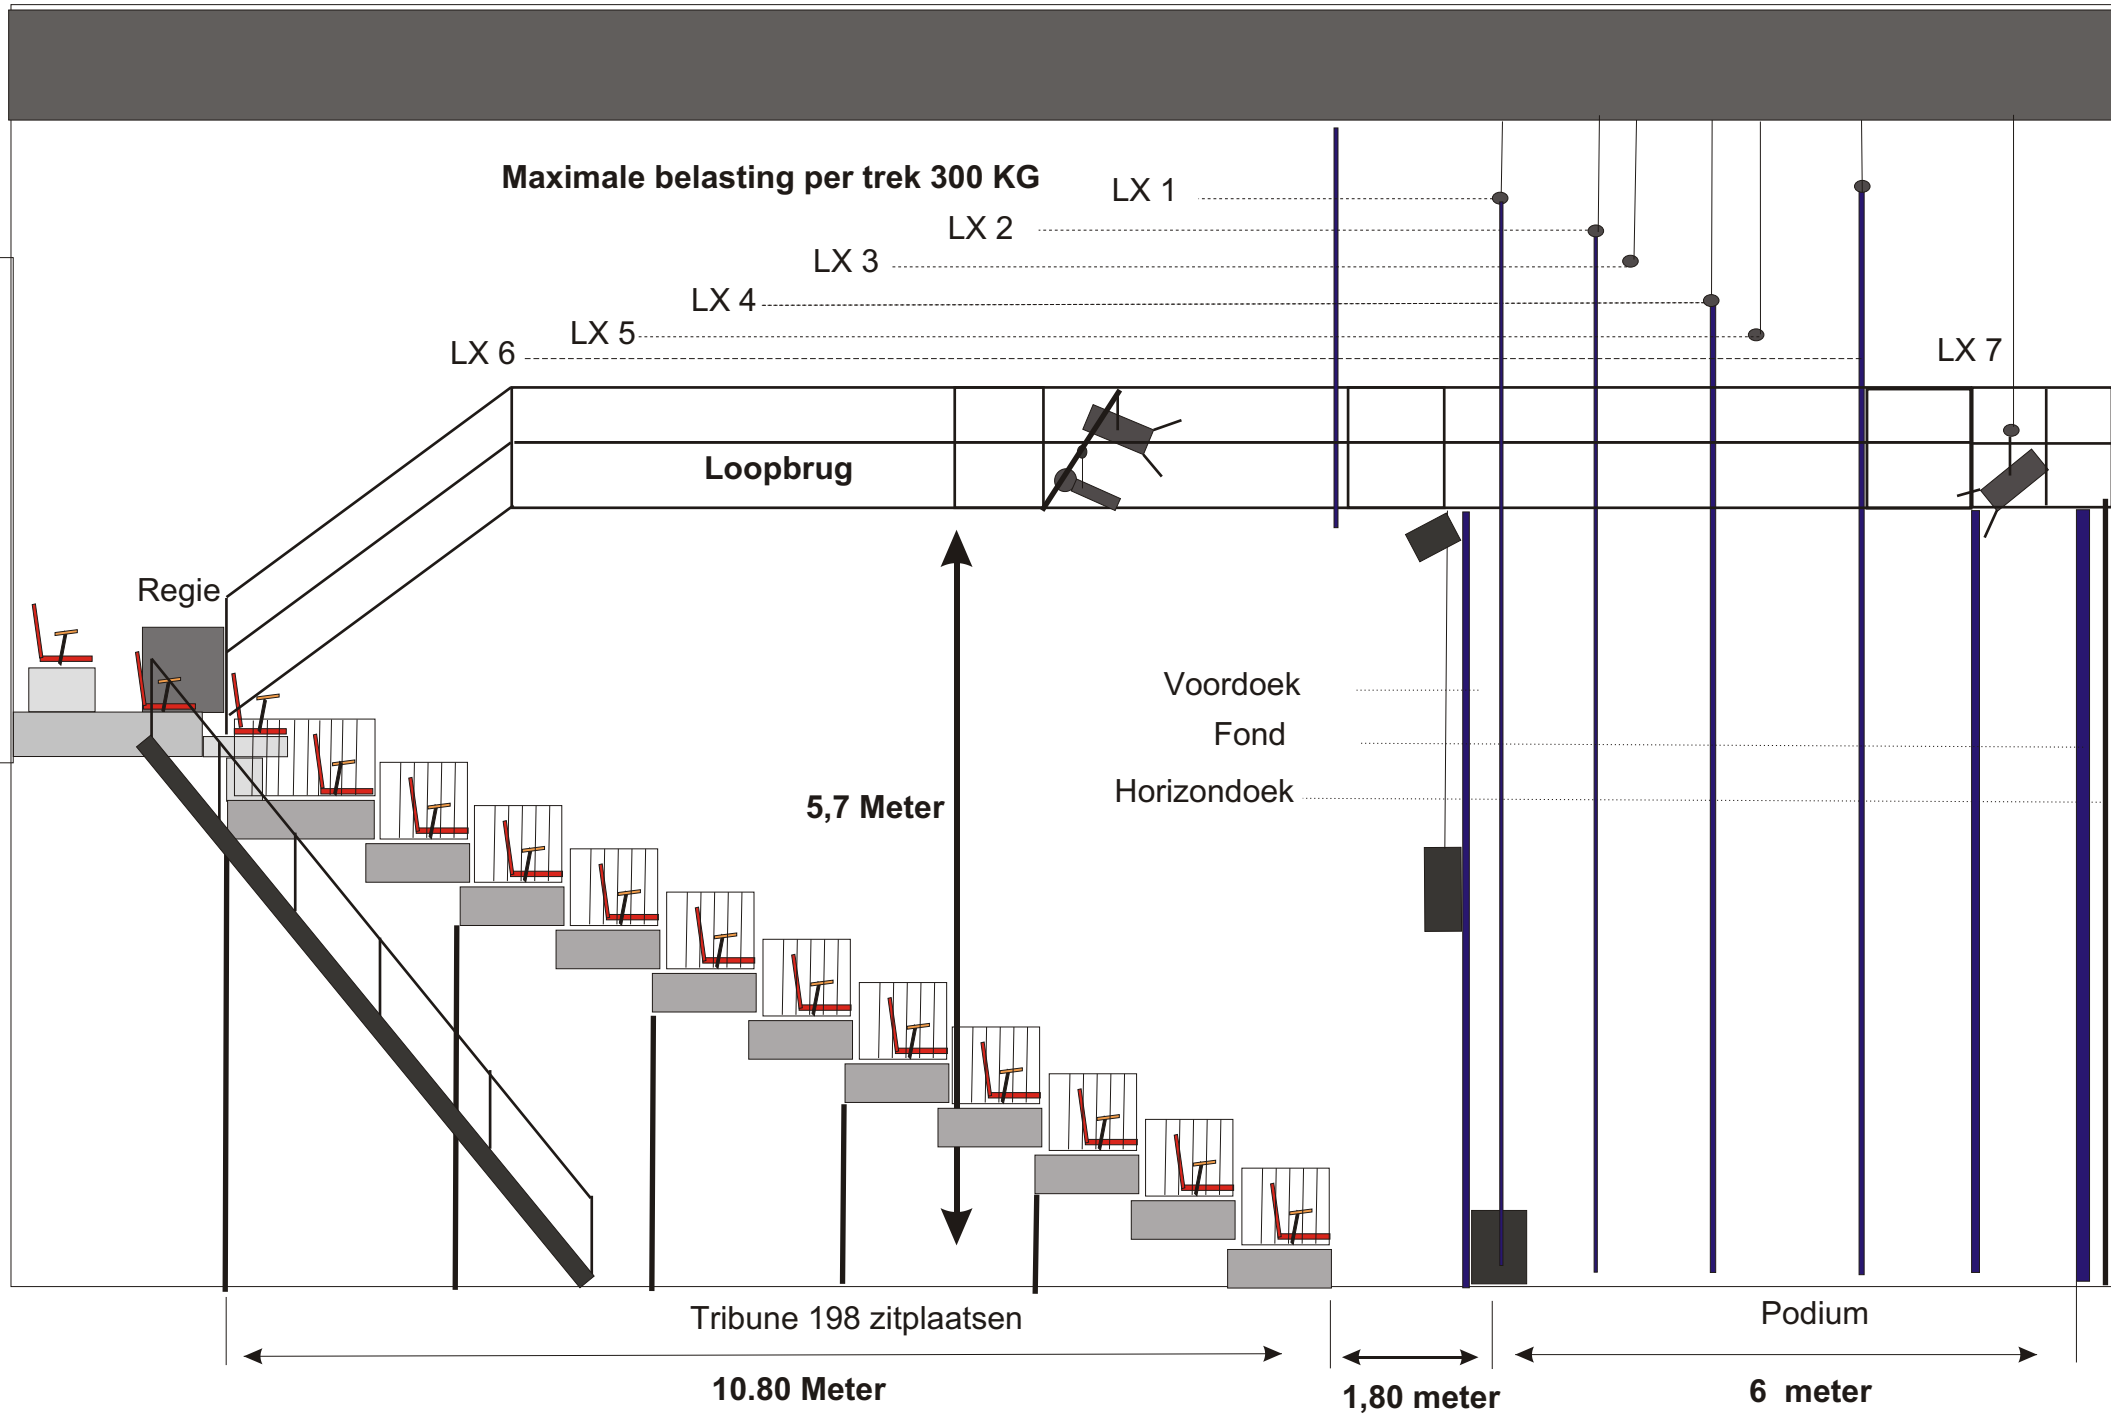 Maximale belasting per trek 300 KG
LX 1
LX 2
LX 3
LX 4
LX 5
LX 6
LX 7
Loopbrug
Regie
Voordoek
Fond
Horizondoek
5,7 Meter
Tribune 198 zitplaatsen
Podium
10.80 Meter
1,80 meter
6 meter